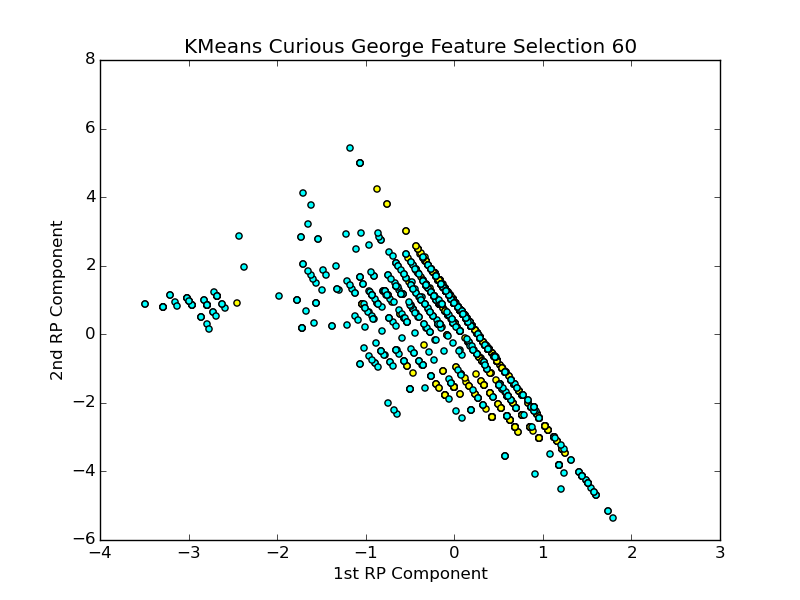 KMeans Curious George Feature Selection 60
8
6
4
2
0
−2
−4
−6
2nd RP Component
−4 −3 −2 −1 0 1 2 3
1st RP Component